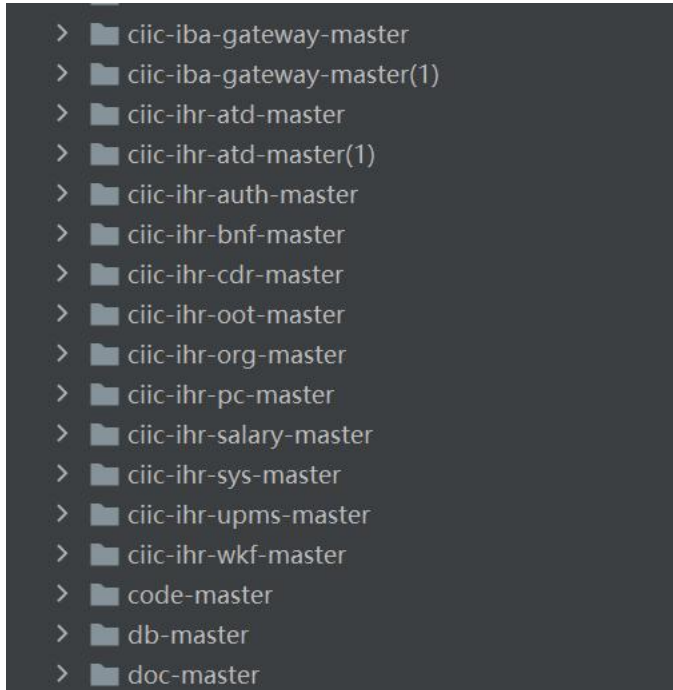 ciic-iba-gateway-master
ciic-iba-gateway-master(1)
ciic-ihr-atd-master
ciic-ihr-atd-master(1)
ciic-ihr-auth-master
ciic-ihr-bnf-master
ciic-ihr-cdr-master
ciic-ihr-oot-master
ciic-ihr-org-master
ciic-ihr-pc-master
ciic-ihr-salary-master
ciic-ihr-sys-master
ciic-ihr-upms-master
ciic-ihr-wkf-master
code-master
db-master
doc-master